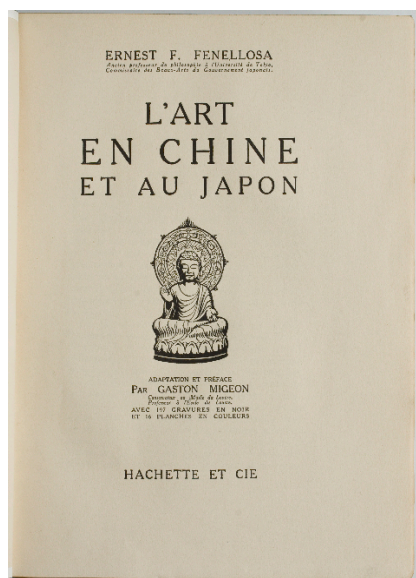 ERNEST F. FENELLOSA
Ancien professeur de philosophie à l'Université de Tokio,
Commissaire des Beaux-Arts du Gouvernement japonais.
L'ART
EN CHINE
ET AU JAPON
ADAPTATION ET PRÉFACE
PAR GASTON MIGEON
Conservateur au Musée du Louvre,
Professeur à l'École du Louvre.
AVEC 147 GRAVURES EN NOIR
ET 16 PLANCHES EN COULEURS
HACHETTE ET CIE